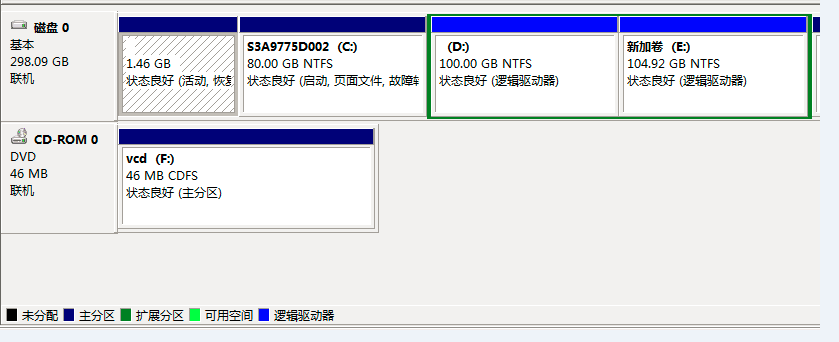 磁盘 0
基本
298.09 GB
联机
1.46 GB
状态良好 (活动, 恢复
S3A9775D002 (C:)
80.00 GB NTFS
状态良好 (启动, 页面文件, 故障转
(D:)
100.00 GB NTFS
状态良好 (逻辑驱动器)
新加卷 (E:)
104.92 GB NTFS
状态良好 (逻辑驱动器)
CD-ROM 0
DVD
46 MB
联机
vcd (F:)
46 MB CDFS
状态良好 (主分区)
未分配 主分区 扩展分区 可用空间 逻辑驱动器